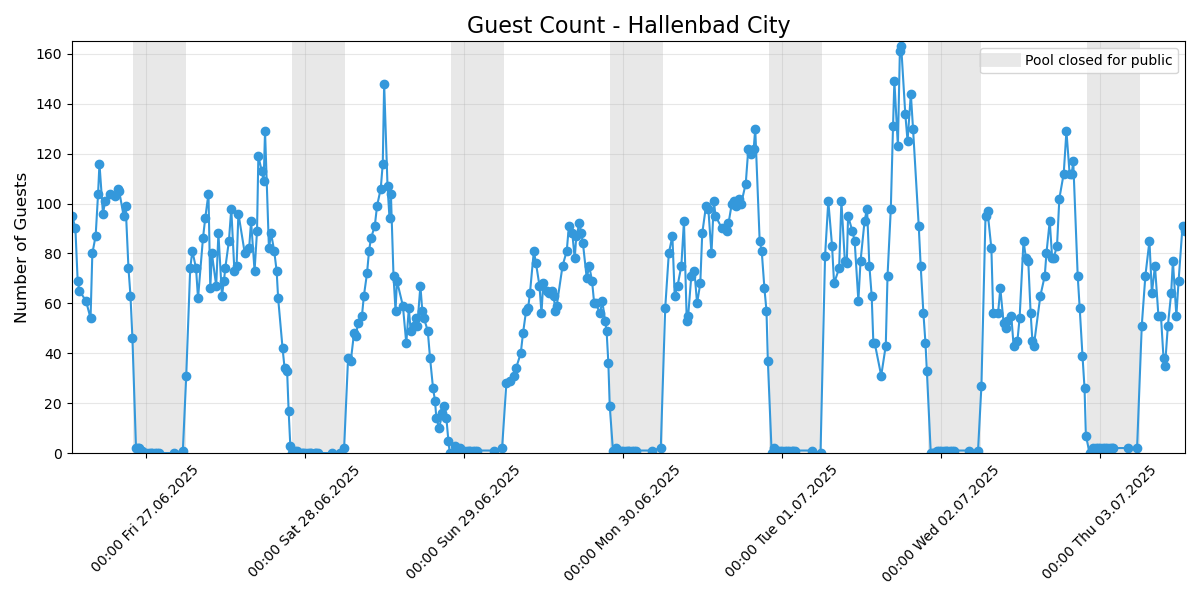 Guest Count - Hallenbad City
Pool closed for public
Number of Guests
160
140
120
100
80
60
40
20
0
00:00 Fri 27.06.2025
00:00 Sat 28.06.2025
00:00 Sun 29.06.2025
00:00 Mon 30.06.2025
00:00 Tue 01.07.2025
00:00 Wed 02.07.2025
00:00 Thu 03.07.2025